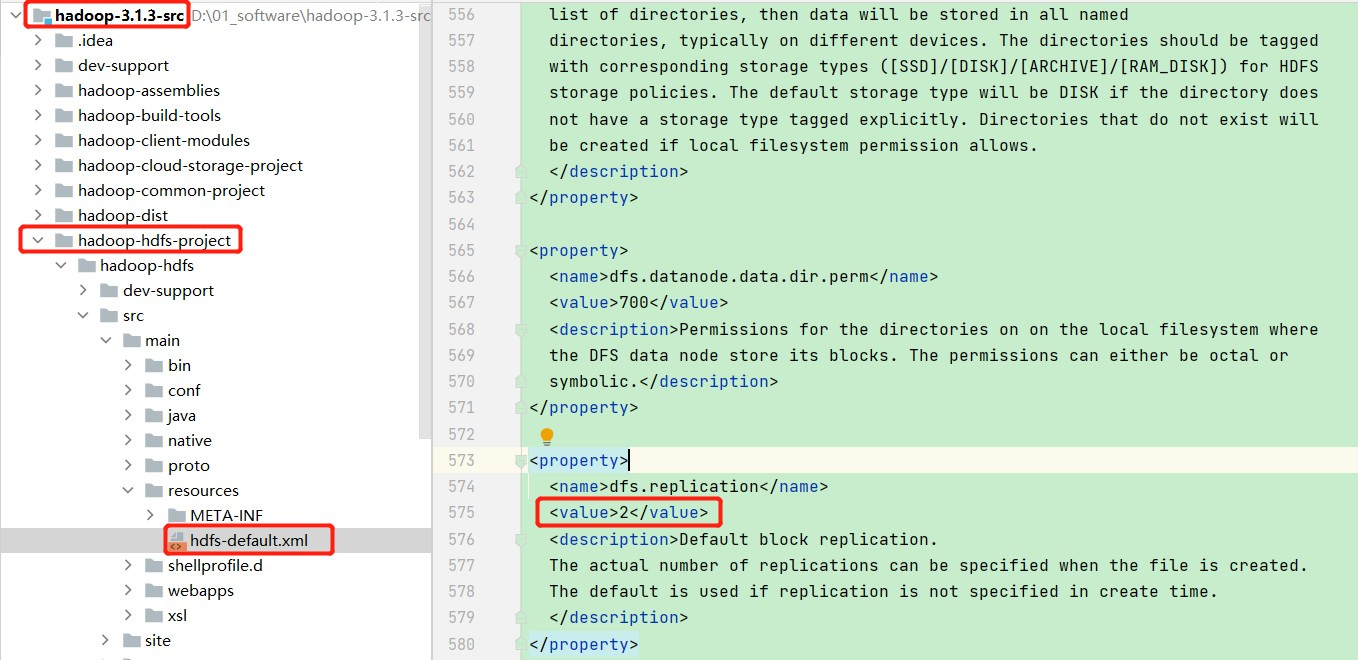 hadoop-3.1.3-src D:\01_software\hadoop-3.1.3-src
.idea
dev-support
hadoop-assemblies
hadoop-build-tools
hadoop-client-modules
hadoop-cloud-storage-project
hadoop-common-project
hadoop-dist
hadoop-hdfs-project
hadoop-hdfs
dev-support
src
main
bin
conf
java
native
proto
resources
META-INF
hdfs-default.xml
shellprofile.d
webapps
xsl
site
556 list of directories, then data will be stored in all named
557 directories, typically on different devices. The directories should be tagged
558 with corresponding storage types ([SSD]/[DISK]/[ARCHIVE]/[RAM_DISK]) for HDFS
559 storage policies. The default storage type will be DISK if the directory does
560 not have a storage type tagged explicitly. Directories that do not exist will
561 be created if local filesystem permission allows.
562 </description>
563 </property>
564
565 <property>
566 <name>dfs.datanode.data.dir.perm</name>
567 <value>700</value>
568 <description>Permissions for the directories on on the local filesystem where
569 the DFS data node store its blocks. The permissions can either be octal or
570 symbolic.</description>
571 </property>
572
573 <property>
574 <name>dfs.replication</name>
575 <value>2</value>
576 <description>Default block replication.
577 The actual number of replications can be specified when the file is created.
578 The default is used if replication is not specified in create time.
579 </description>
580 </property>